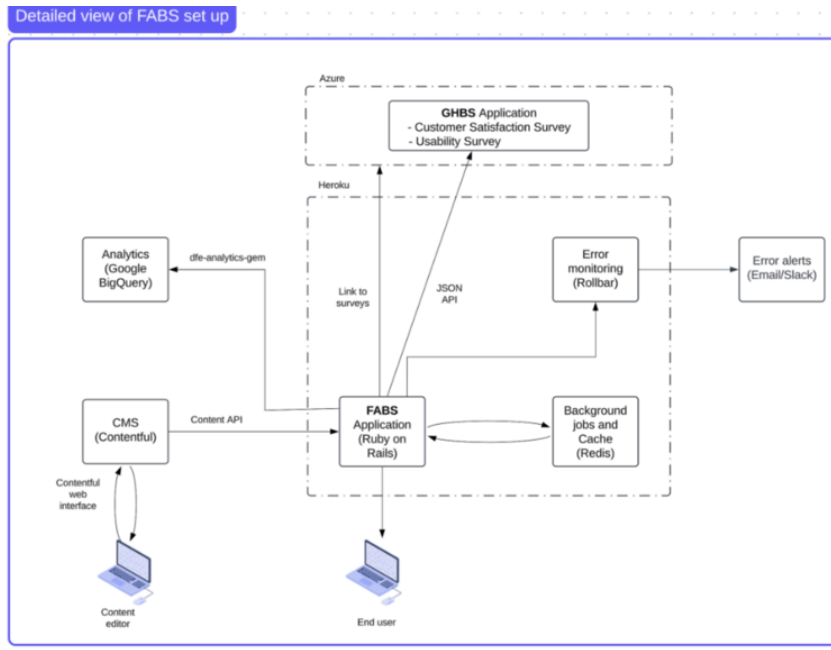 Detailed view of FABS set up
Azure
GHBS Application
- Customer Satisfaction Survey
- Usability Survey
Heroku
Analytics
(Google
BigQuery)
dfe-analytics-gem
Link to
surveys
JSON
API
Error
monitoring
(Rollbar)
Error alerts
(Email/Slack)
CMS
(Contentful)
Content API
FABS
Application
(Ruby on
Rails)
Background
jobs and
Cache
(Redis)
Contentful
web
interface
Content
editor
End user